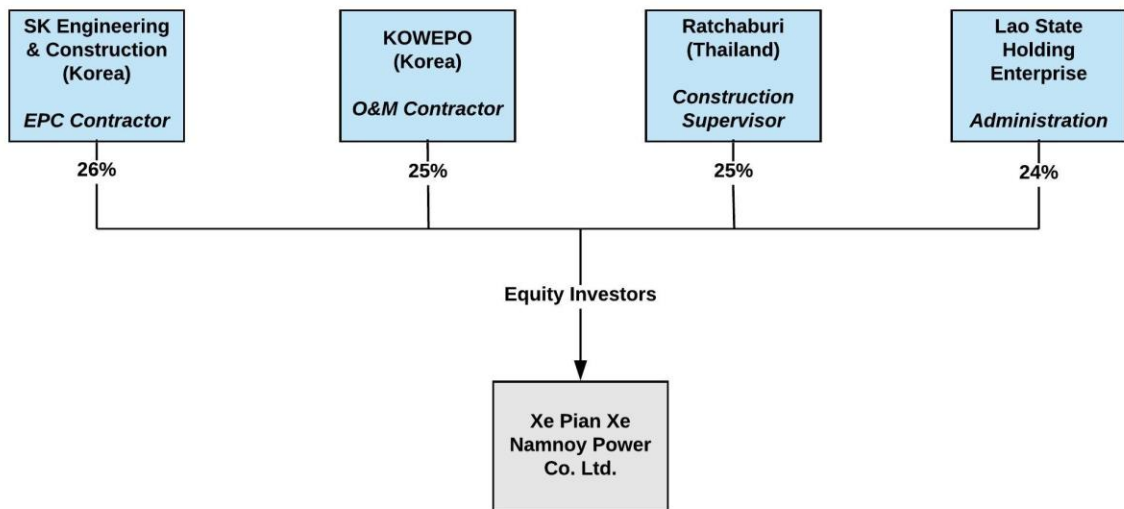 SK Engineering
& Construction
(Korea)
EPC Contractor
KOWEPO
(Korea)
O&M Contractor
Ratchaburi
(Thailand)
Construction
Supervisor
Lao State
Holding
Enterprise
Administration
26%
25%
25%
24%
Equity Investors
Xe Pian Xe
Namnoy Power
Co. Ltd.